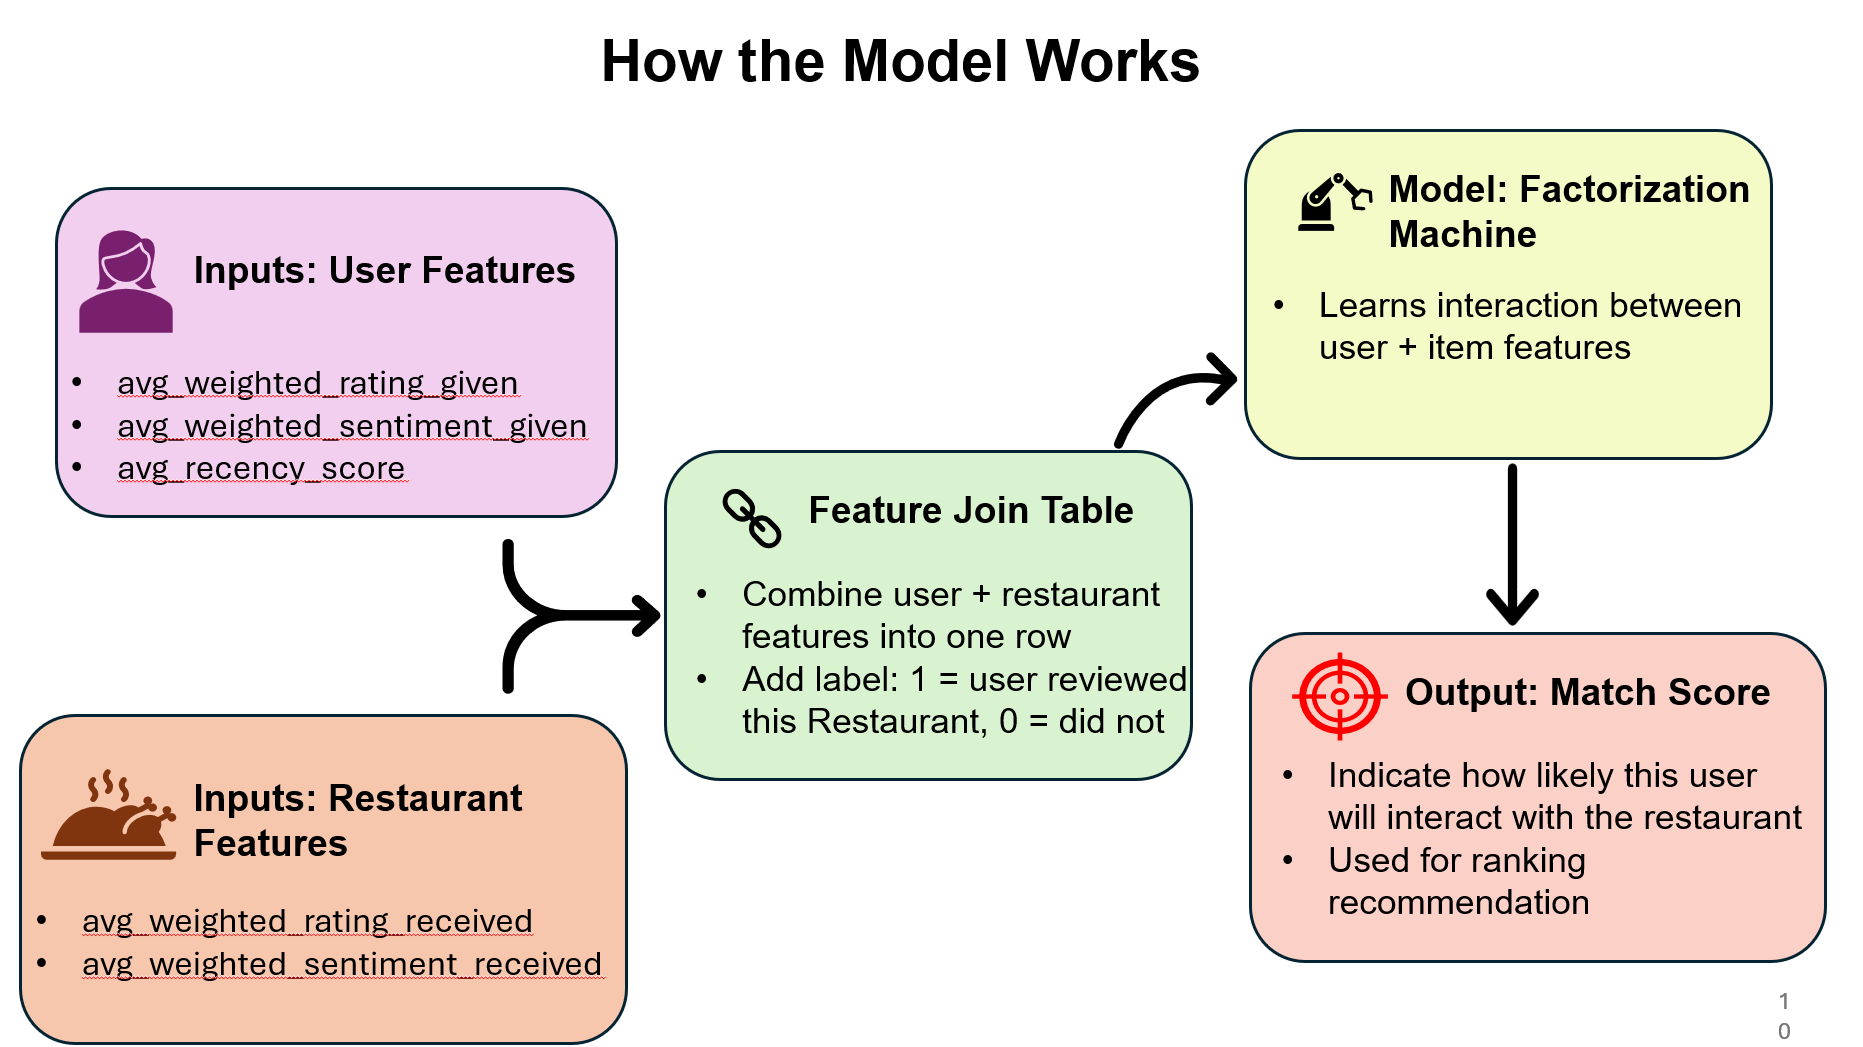 How the Model Works
Inputs: User Features
• avg_weighted_rating_given
• avg_weighted_sentiment_given
• avg_recency_score
Inputs: Restaurant
Features
• avg_weighted_rating_received
• avg_weighted_sentiment_received
Feature Join Table
• Combine user + restaurant
features into one row
• Add label: 1 = user reviewed
this Restaurant, 0 = did not
Model: Factorization
Machine
• Learns interaction between
user + item features
Output: Match Score
• Indicate how likely this user
will interact with the restaurant
• Used for ranking
recommendation
1
0